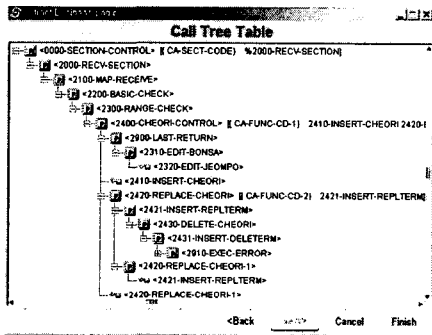 Call Tree Table
<0000-SECTION-CONTROL> [[ CA-SECT-CODE) %2000-RECV-SECTION]
<2000-RECV-SECTION>
<2100-MAP-RECEIVE>
<2200-BASIC-CHECK>
<2300-RANGE-CHECK>
<2400-CHEORI-CONTROL> [[ CA-FUNC-CD-1) 2410-INSERT-CHEORI 2420-F
<2900-LAST-RETURN>
<2310-EDIT-BONSA>
<2320-EDIT-JEOMPO>
<2410-INSERT-CHEORI>
<2420-REPLACE-CHEORI> [[ CA-FUNC-CD-2) 2421-INSERT-REPLTERM]
<2421-INSERT-REPLTERM>
<2430-DELETE-CHEORI>
<2431-INSERT-DELETERM>
<2910-EXEC-ERROR>
<2420-REPLACE-CHEORI-1>
<2421-INSERT-REPLTERM>
<2420-REPLACE-CHEORI-1>
<Back Cancel Finish